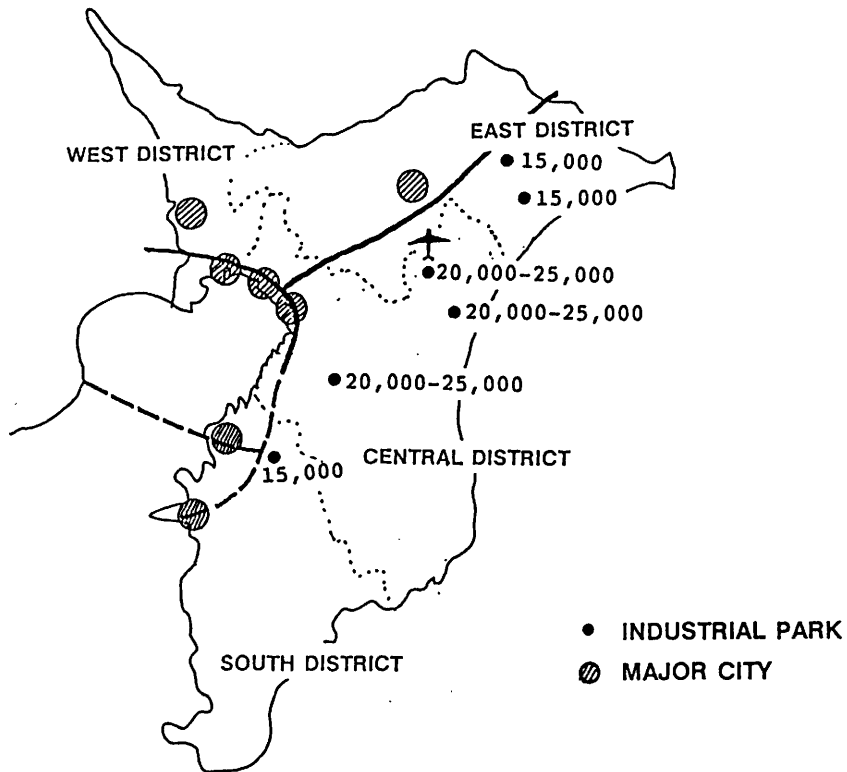 EAST DISTRICT
WEST DISTRICT
15,000
15,000
20,000-25,000
20,000-25,000
20,000-25,000
CENTRAL DISTRICT
15,000
INDUSTRIAL PARK
SOUTH DISTRICT
MAJOR CITY